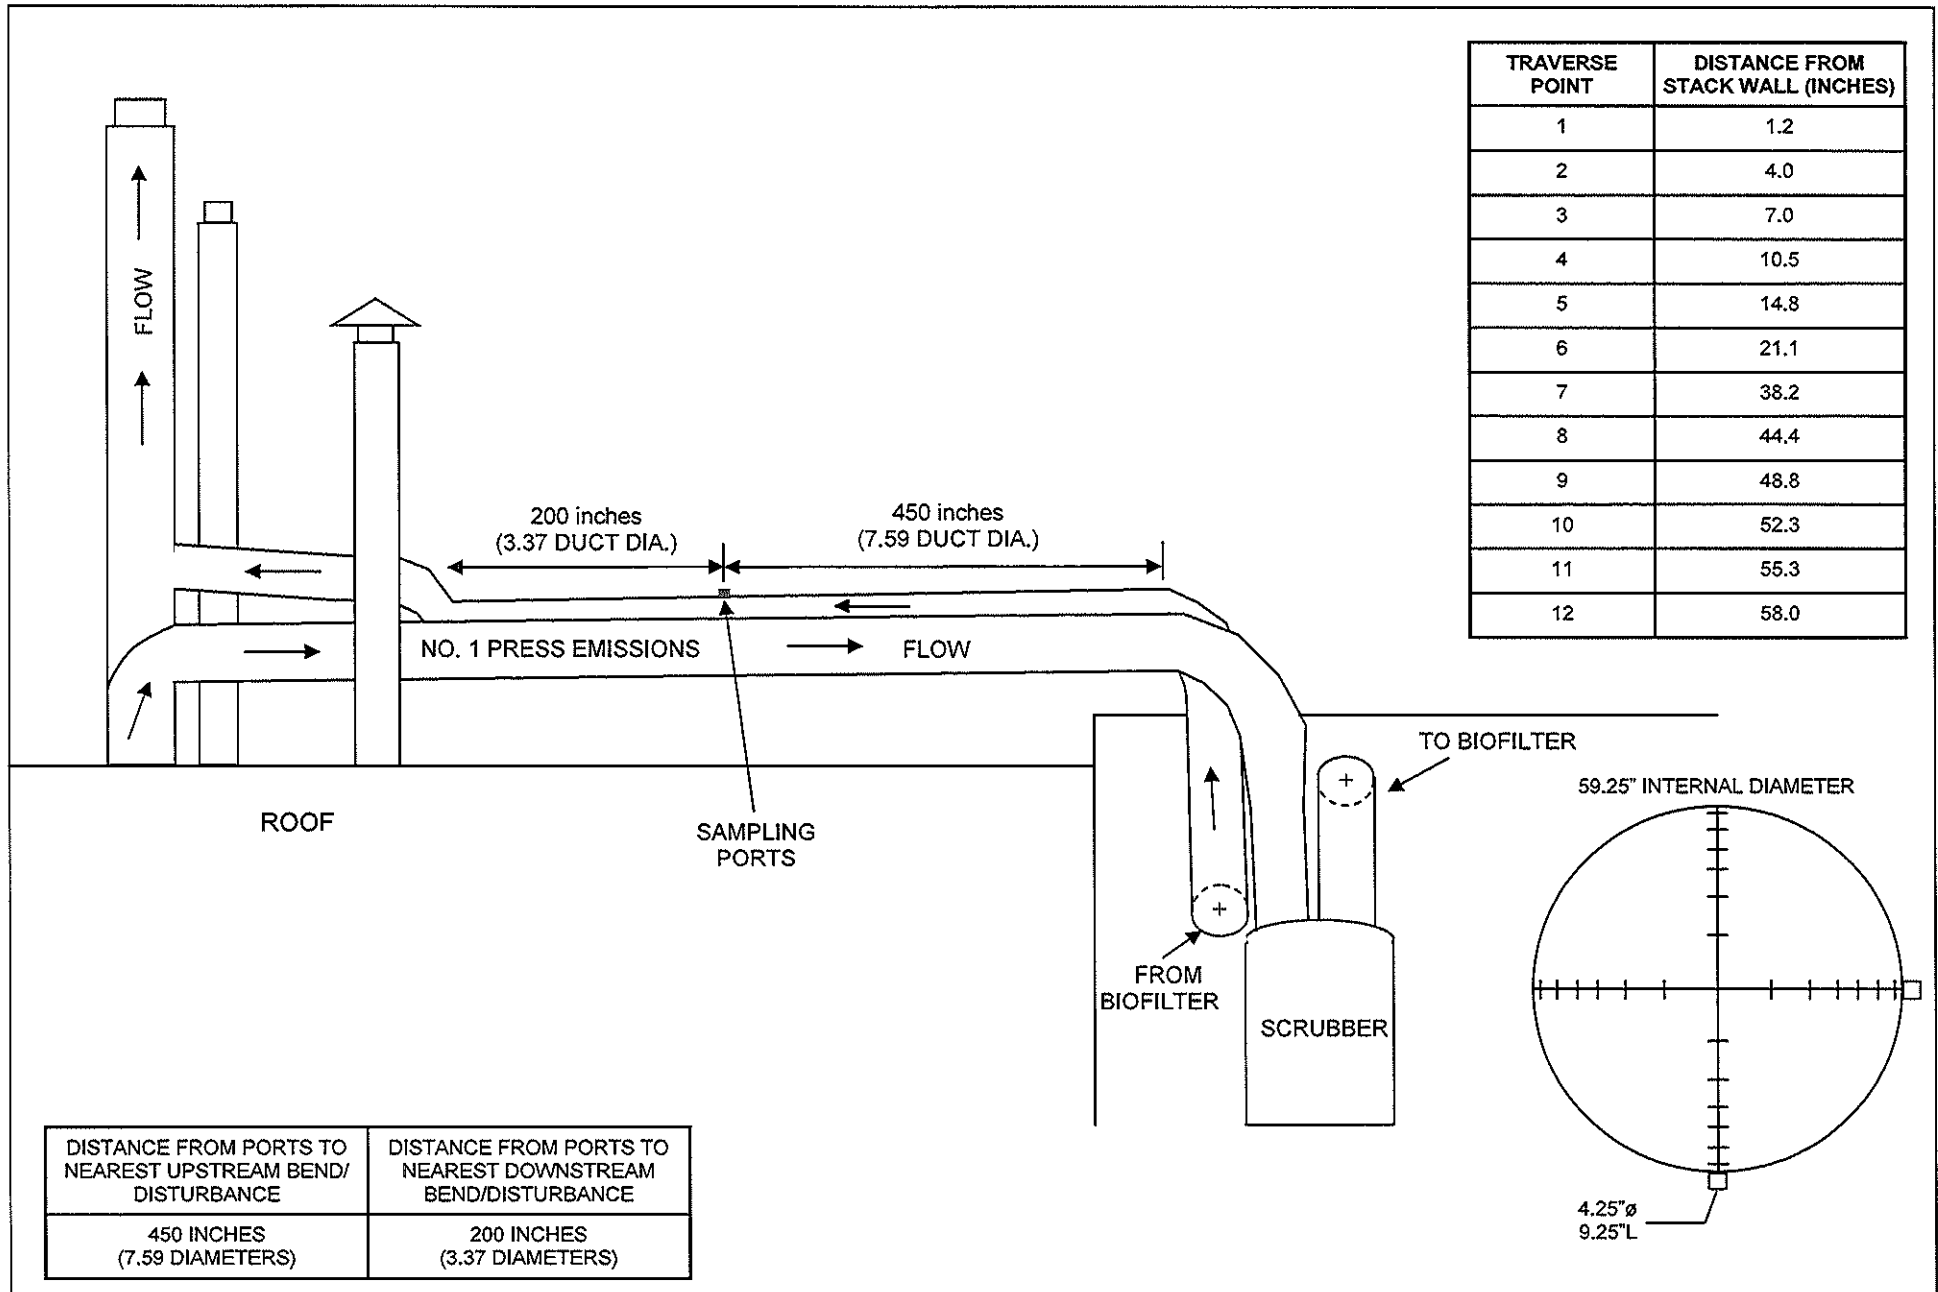 TRAVERSE POINT | DISTANCE FROM STACK WALL (INCHES)
1 | 1.2
2 | 4.0
3 | 7.0
4 | 10.5
5 | 14.8
6 | 21.1
7 | 38.2
8 | 44.4
9 | 48.8
10 | 52.3
11 | 55.3
12 | 58.0
FLOW
200 inches
(3.37 DUCT DIA.)
450 inches
(7.59 DUCT DIA.)
NO. 1 PRESS EMISSIONS
FLOW
ROOF
SAMPLING
PORTS
TO BIOFILTER
FROM
BIOFILTER
SCRUBBER
59.25" INTERNAL DIAMETER
4.25"ø
9.25"L
DISTANCE FROM PORTS TO
NEAREST UPSTREAM BEND/
DISTURBANCE
DISTANCE FROM PORTS TO
NEAREST DOWNSTREAM
BEND/DISTURBANCE
450 INCHES
(7.59 DIAMETERS)
200 INCHES
(3.37 DIAMETERS)